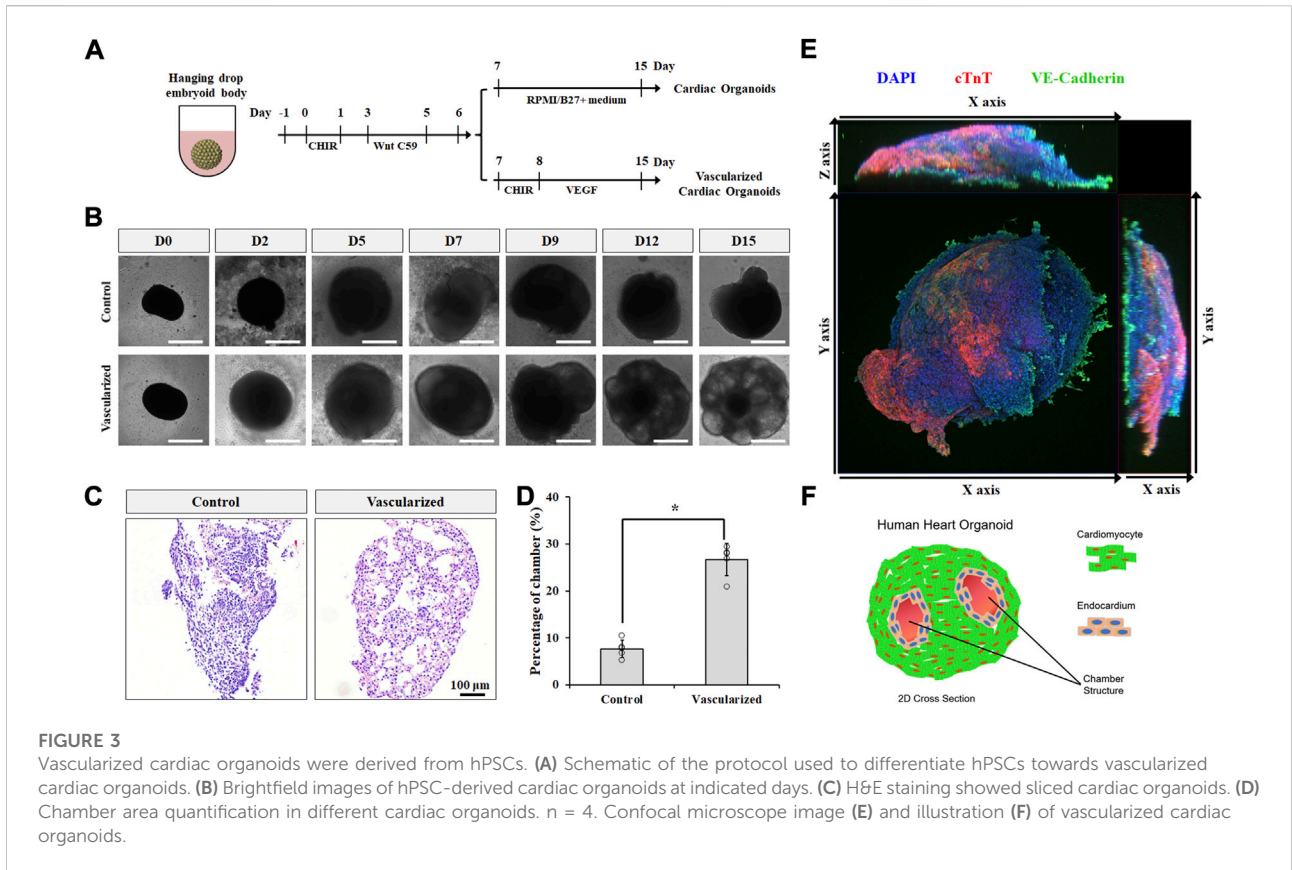 A
Hanging drop
embryoid body
Day -1 0 1 3 5 6
CHIR Wnt C59
7 15 Day
RPMI/B27+ medium
Cardiac Organoids
7 8 15 Day
CHIR VEGF
Vascularized
Cardiac Organoids
B
D0 D2 D5 D7 D9 D12 D15
Control
Vascularized
C
Control Vascularized
100 μm
D
Percentage of chamber (%)
40
30
20
10
0
*
Control Vascularized
E
DAPI cTnT VE-Cadherin
X axis
Z axis
Y axis
Y axis
X axis X axis
F
Human Heart Organoid
Cardiomyocyte
Endocardium
Chamber
Structure
2D Cross Section
FIGURE 3
Vascularized cardiac organoids were derived from hPSCs. (A) Schematic of the protocol used to differentiate hPSCs towards vascularized
cardiac organoids. (B) Brightfield images of hPSC-derived cardiac organoids at indicated days. (C) H&E staining showed sliced cardiac organoids. (D)
Chamber area quantification in different cardiac organoids. n = 4. Confocal microscope image (E) and illustration (F) of vascularized cardiac
organoids.